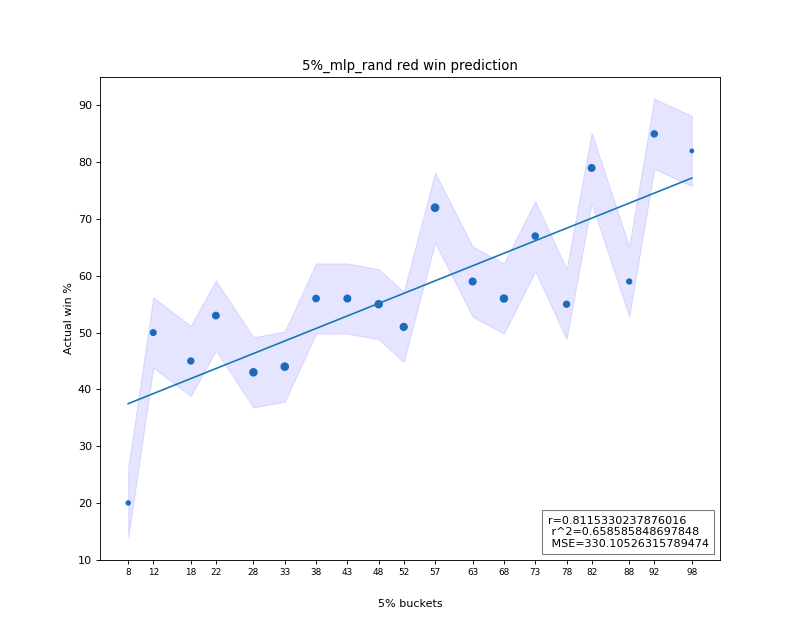 5%_mlp_rand red win prediction
Actual win %
90
80
70
60
50
40
30
20
10
r=0.8115330237876016
r^2=0.658585848697848
MSE=330.10526315789474
8 12 18 22 28 33 38 43 48 52 57 63 68 73 78 82 88 92 98
5% buckets